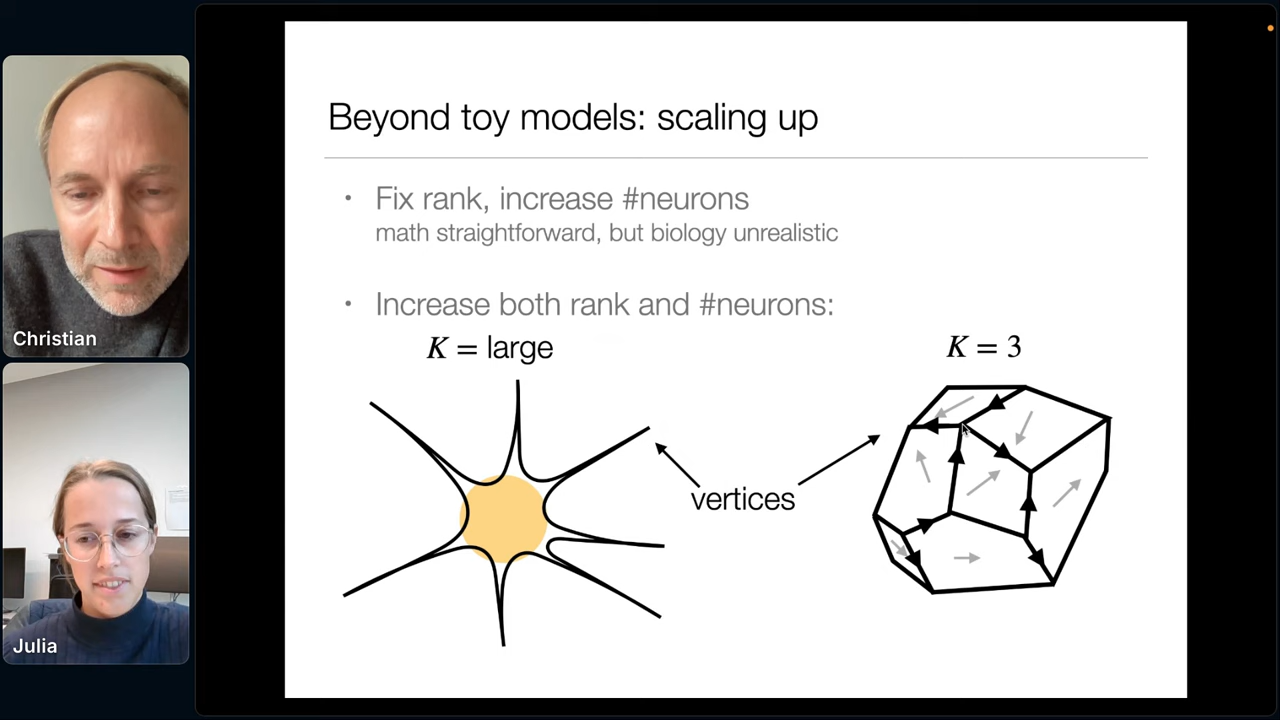 Beyond toy models: scaling up
• Fix rank, increase #neurons
math straightforward, but biology unrealistic
• Increase both rank and #neurons:
K = large
K = 3
vertices
Christian
Julia